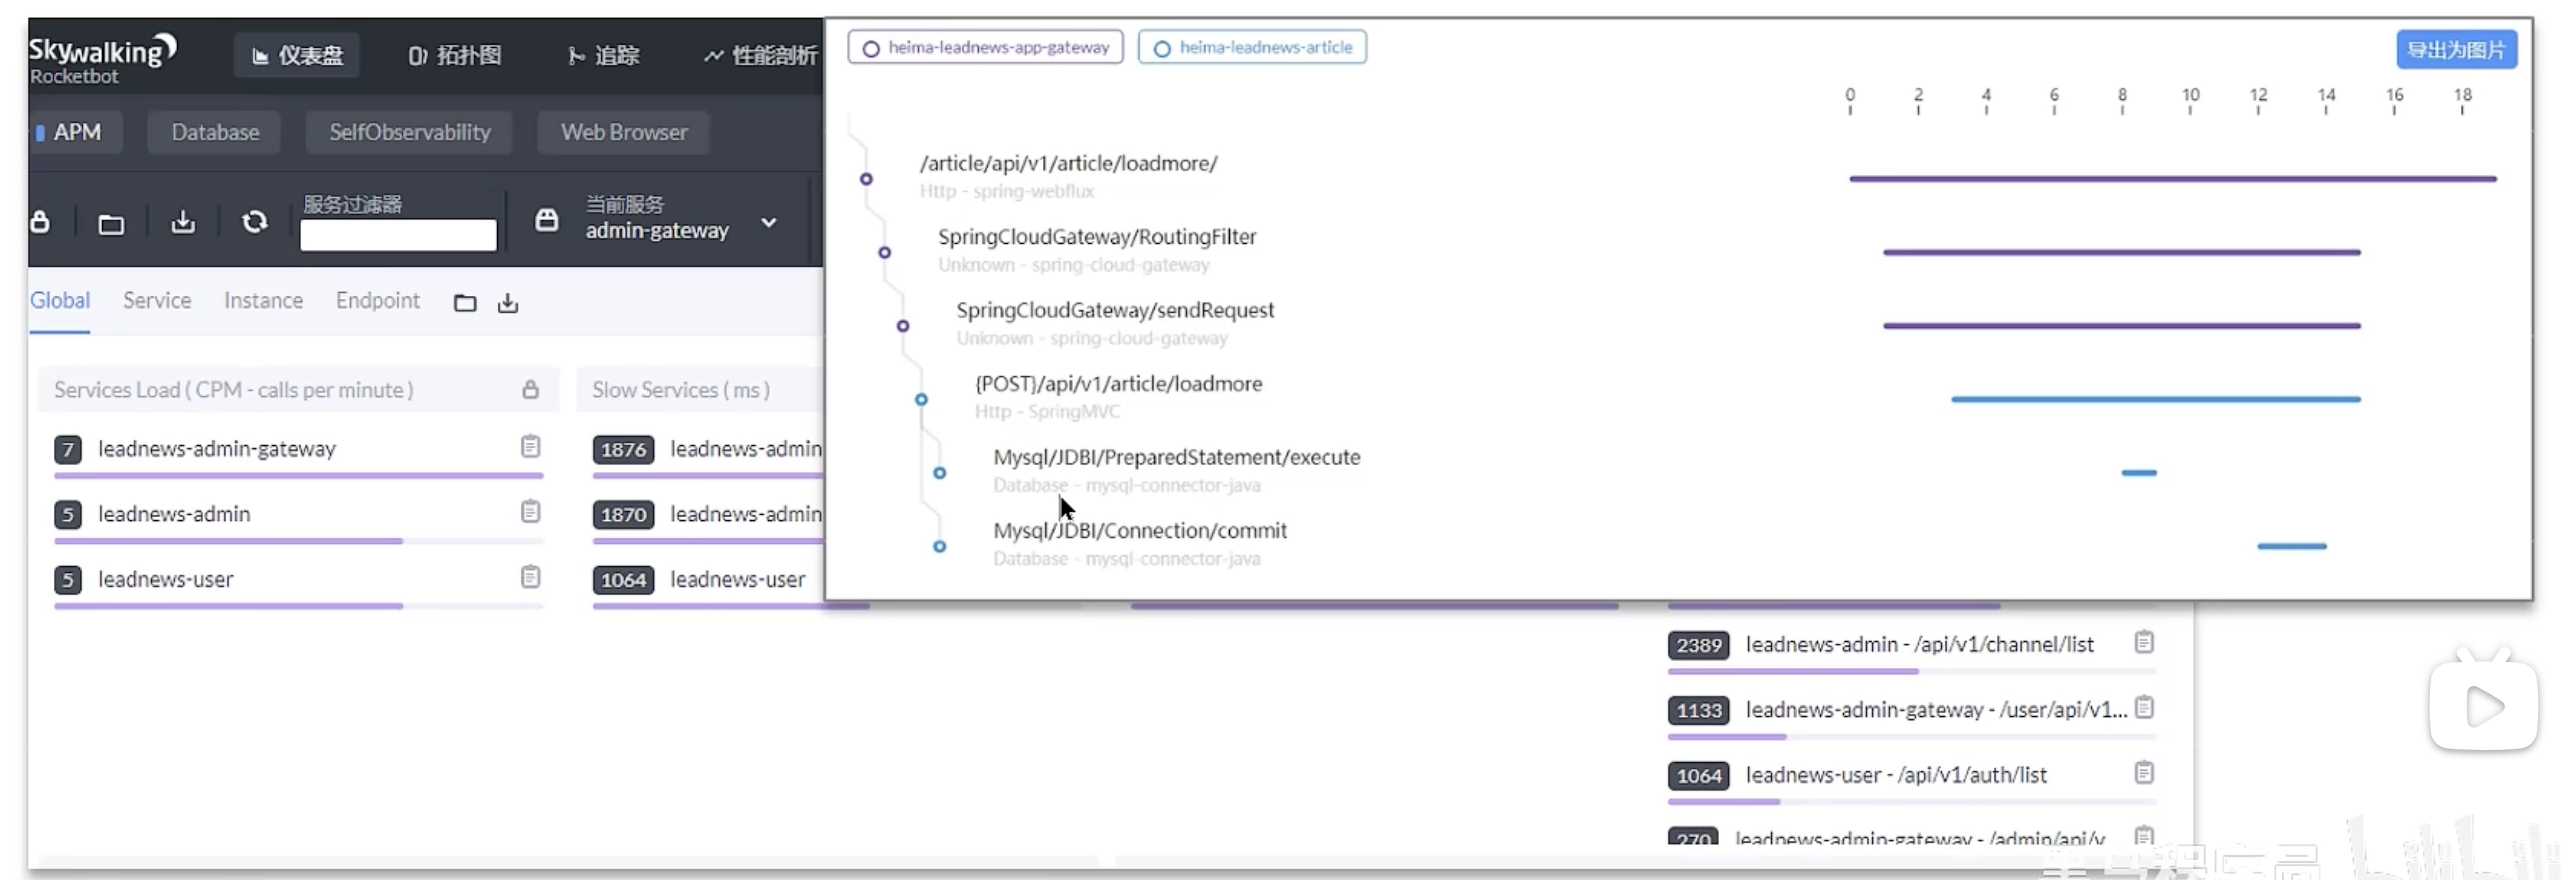 Skywalking
Rocketbot
仪表盘
拓扑图
追踪
性能剖析
APM
Database
SelfObservability
Web Browser
服务过滤器
当前服务
admin-gateway
Global
Service
Instance
Endpoint
Services Load ( CPM - calls per minute )
7 leadnews-admin-gateway
5 leadnews-admin
5 leadnews-user
Slow Services ( ms )
1876 leadnews-admin
1870 leadnews-admin
1064 leadnews-user
heima-leadnews-app-gateway
heima-leadnews-article
导出为图片
0 2 4 6 8 10 12 14 16 18
/article/api/v1/article/loadmore/
Http - spring-webflux
SpringCloudGateway/RoutingFilter
Unknown - spring-cloud-gateway
SpringCloudGateway/sendRequest
Unknown - spring-cloud-gateway
{POST}/api/v1/article/loadmore
Http - SpringMVC
Mysql/JDBI/PreparedStatement/execute
Database - mysql-connector-java
Mysql/JDBI/Connection/commit
Database - mysql-connector-java
2389 leadnews-admin - /api/v1/channel/list
1133 leadnews-admin-gateway - /user/api/v1...
1064 leadnews-user - /api/v1/auth/list
270 leadnews-admin-gateway - /admin/api/v
黑马程序员